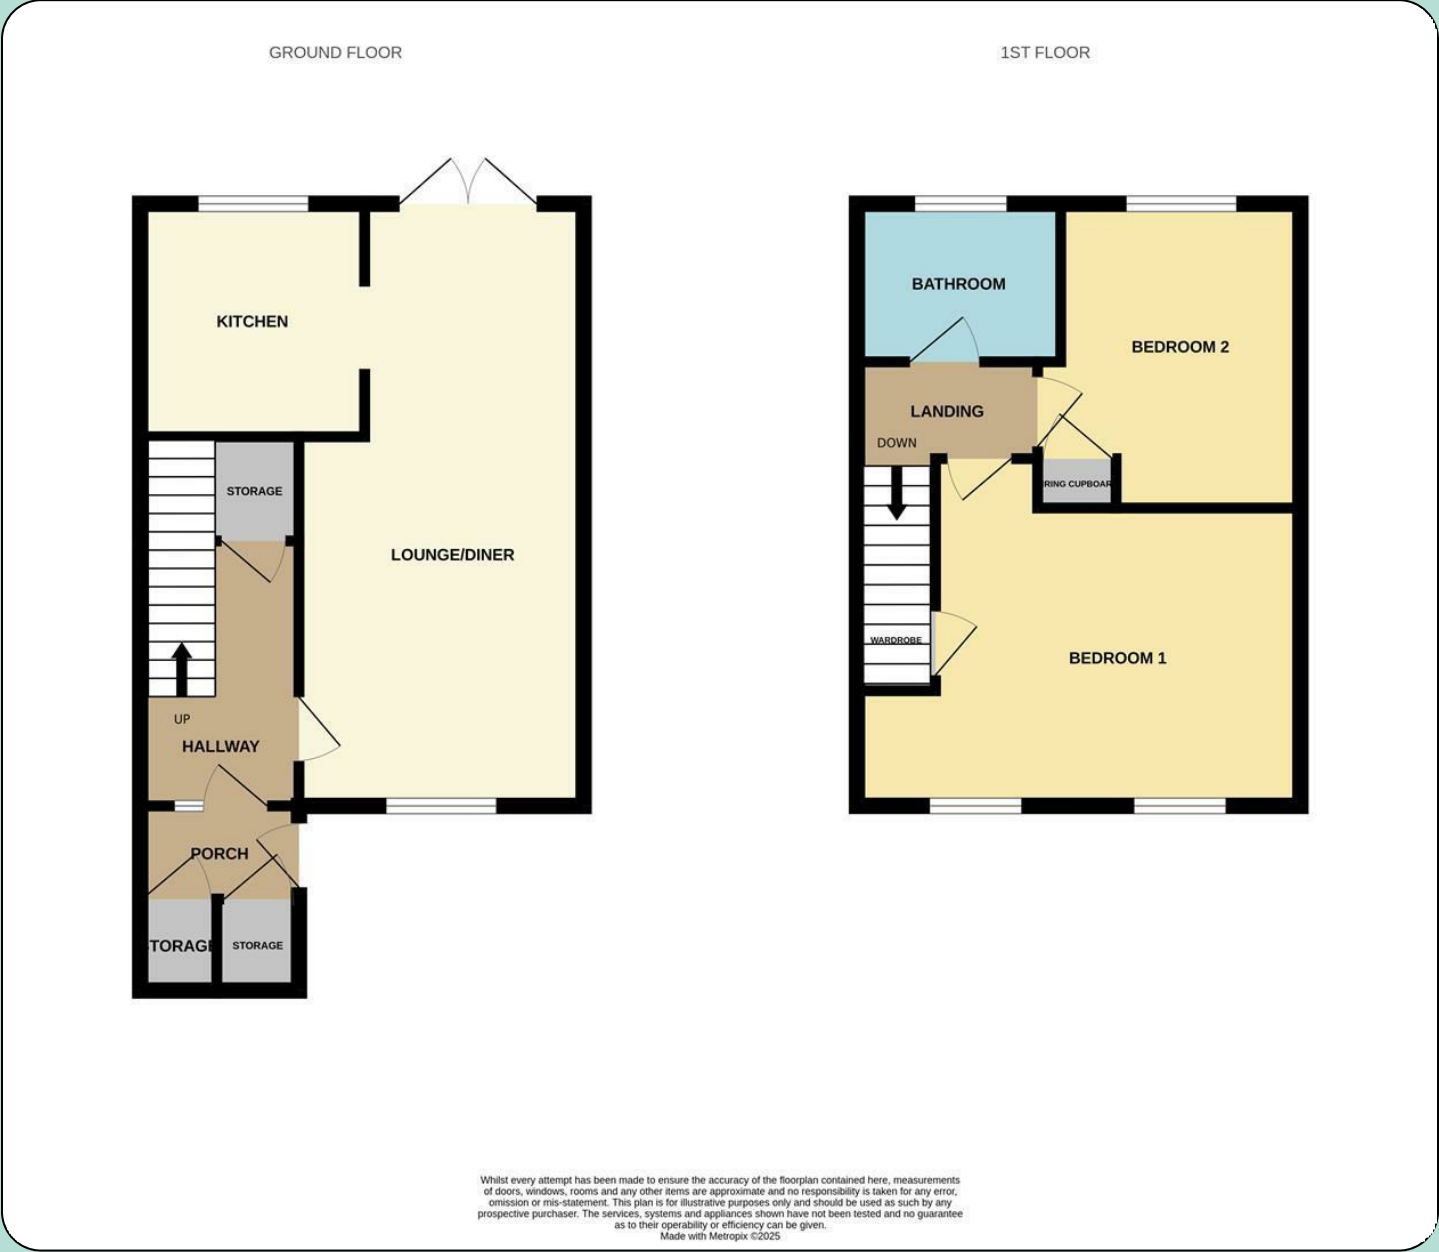 GROUND FLOOR
1ST FLOOR
KITCHEN
STORAGE
LOUNGE/DINER
UP
HALLWAY
PORCH
TORAGE
STORAGE
BATHROOM
BEDROOM 2
LANDING
DOWN
RING CUPBOAR
WARDROBE
BEDROOM 1
Whilst every attempt has been made to ensure the accuracy of the floorplan contained here, measurements
of doors, windows, rooms and any other items are approximate and no responsibility is taken for any error,
omission or mis-statement. This plan is for illustrative purposes only and should be used as such by any
prospective purchaser. The services, systems and appliances shown have not been tested and no guarantee
as to their operability or efficiency can be given.
Made with Metropix ©2025